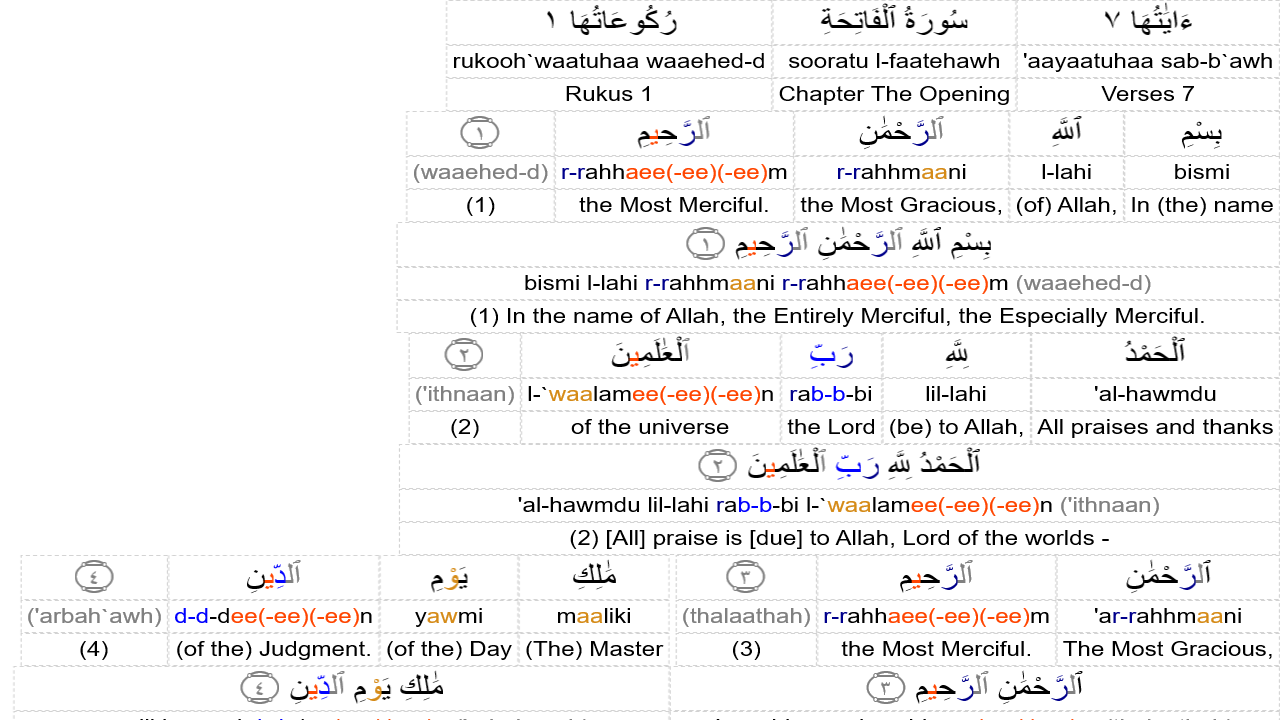 ءَايَٰتُهَا ٧ سُورَةُ ٱلْفَاتِحَةِ رُكُوعَاتُهَا ١
rukooh`waatuhaa waaehed-d sooratu l-faatehawh 'aayaatuhaa sab-b`awh
Rukus 1 Chapter The Opening Verses 7
بِسْمِ ٱللَّهِ ٱلرَّحْمَٰنِ ٱلرَّحِيمِ ١
(waaehed-d) r-rahhaee(-ee)(-ee)m r-rahhmaani l-lahi bismi
(1) the Most Merciful. the Most Gracious, (of) Allah, In (the) name
بِسْمِ ٱللَّهِ ٱلرَّحْمَٰنِ ٱلرَّحِيمِ ١
bismi l-lahi r-rahhmaani r-rahhaee(-ee)(-ee)m (waaehed-d)
(1) In the name of Allah, the Entirely Merciful, the Especially Merciful.
ٱلْحَمْدُ لِلَّهِ رَبِّ ٱلْعَٰلَمِينَ ٢
('ithnaan) l-`waalamee(-ee)(-ee)n rab-b-bi lil-lahi 'al-hawmdu
(2) of the universe the Lord (be) to Allah, All praises and thanks
ٱلْحَمْدُ لِلَّهِ رَبِّ ٱلْعَٰلَمِينَ ٢
'al-hawmdu lil-lahi rab-b-bi l-`waalamee(-ee)(-ee)n ('ithnaan)
(2) [All] praise is [due] to Allah, Lord of the worlds -
ٱلرَّحْمَٰنِ ٱلرَّحِيمِ ٣ مَٰلِكِ يَوْمِ ٱلدِّينِ ٤
('arbah`awh) d-d-dee(-ee)(-ee)n yawmi maaliki (thalaathah) r-rahhaee(-ee)(-ee)m 'ar-rahhmaani
(4) (of the) Judgment. (of the) Day (The) Master (3) the Most Merciful. The Most Gracious,
ٱلرَّحْمَٰنِ ٱلرَّحِيمِ ٣ مَٰلِكِ يَوْمِ ٱلدِّينِ ٤